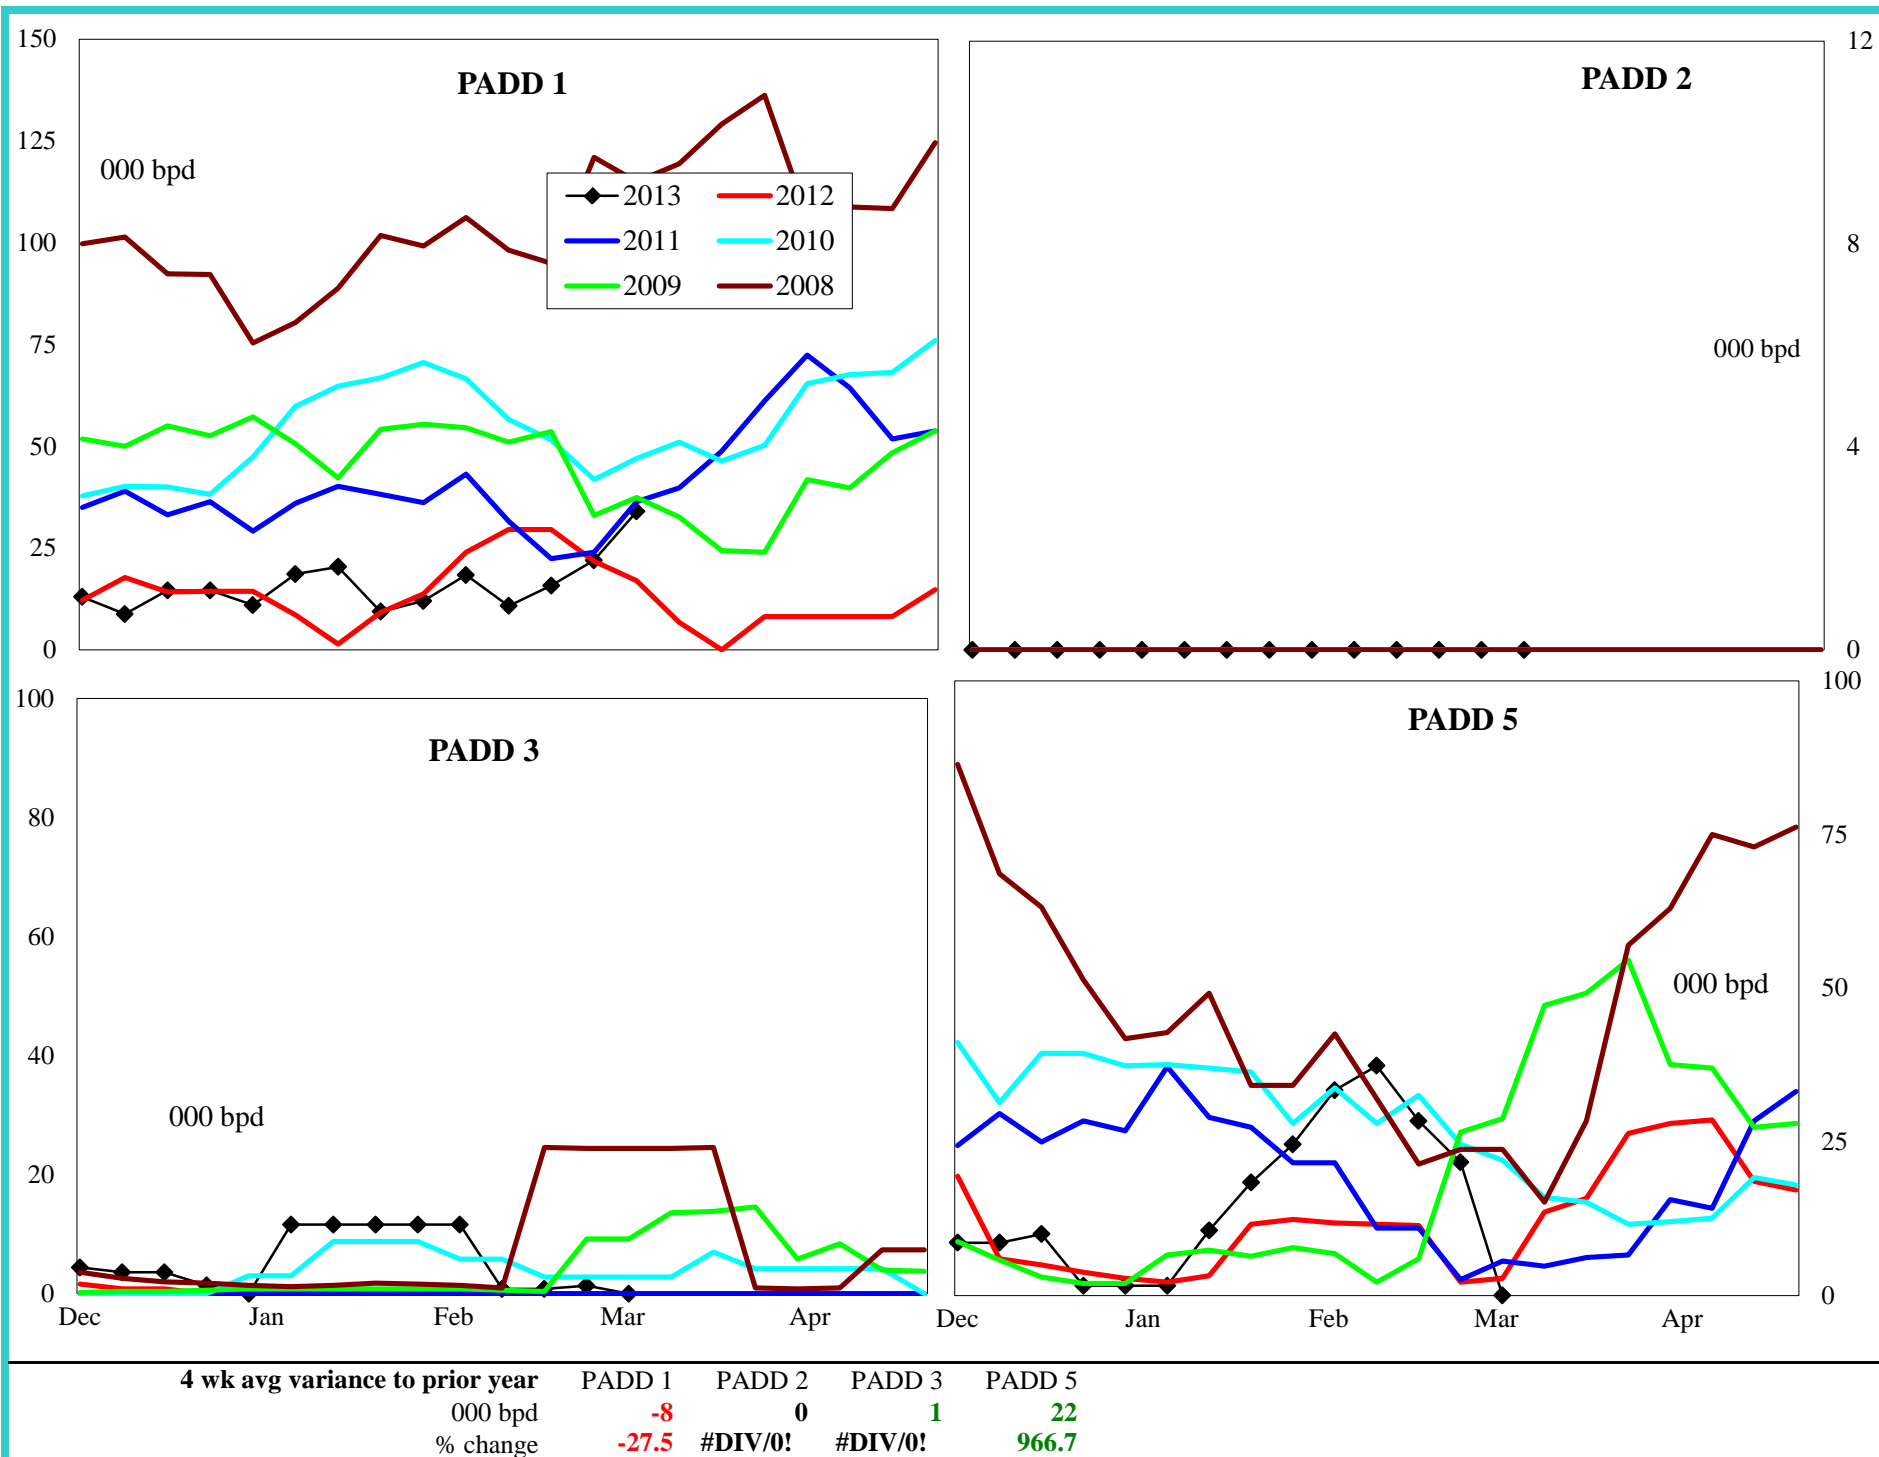 PADD 1
000 bpd
150
125
100
75
50
25
0
2013 2012
2011 2010
2009 2008
PADD 2
000 bpd
12
8
4
0
PADD 3
000 bpd
100
80
60
40
20
0
Dec Jan Feb Mar Apr
PADD 5
000 bpd
100
75
50
25
0
Dec Jan Feb Mar Apr
4 wk avg variance to prior year PADD 1 PADD 2 PADD 3 PADD 5
000 bpd -8 0 1 22
% change -27.5 #DIV/0! #DIV/0! 966.7